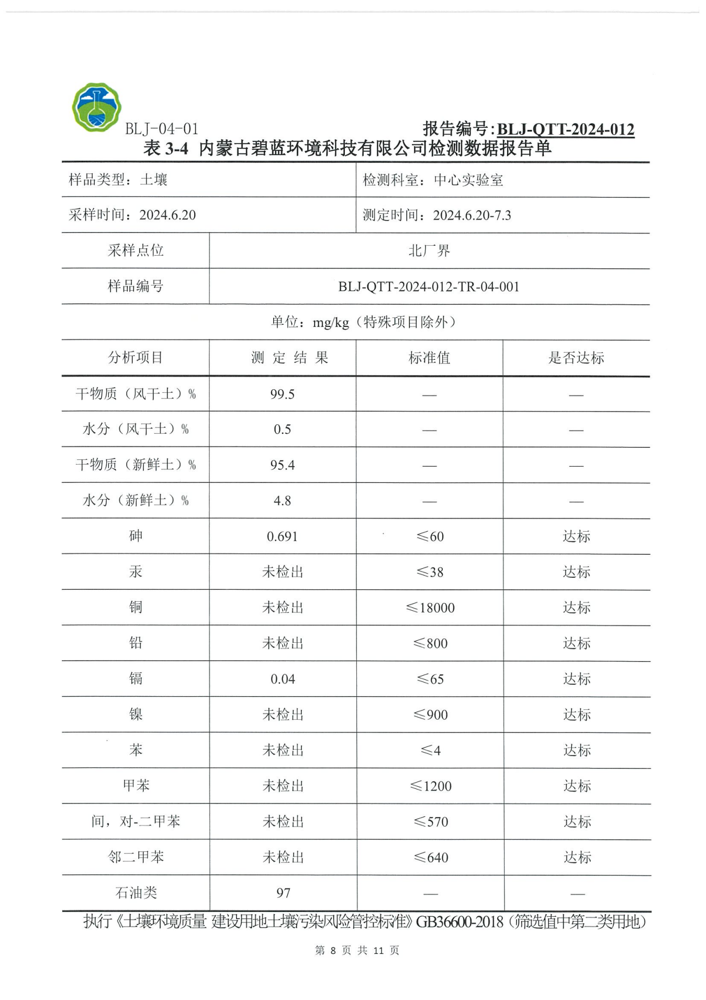 BLJ-04-01 报告编号:BLJ-QTT-2024-012
表 3-4 内蒙古碧蓝环境科技有限公司检测数据报告单
样品类型：土壤 检测科室：中心实验室
采样时间：2024.6.20 测定时间：2024.6.20-7.3
采样点位 北厂界
样品编号 BLJ-QTT-2024-012-TR-04-001
单位：mg/kg（特殊项目除外）
分析项目 测 定 结 果 标准值 是否达标
干物质（风干土）% 99.5 — —
水分（风干土）% 0.5 — —
干物质（新鲜土）% 95.4 — —
水分（新鲜土）% 4.8 — —
砷 0.691 ≤60 达标
汞 未检出 ≤38 达标
铜 未检出 ≤18000 达标
铅 未检出 ≤800 达标
镉 0.04 ≤65 达标
镍 未检出 ≤900 达标
苯 未检出 ≤4 达标
甲苯 未检出 ≤1200 达标
间，对-二甲苯 未检出 ≤570 达标
邻二甲苯 未检出 ≤640 达标
石油类 97 — —
执行《土壤环境质量 建设用地土壤污染风险管控标准》GB36600-2018（筛选值中第二类用地）
第 8 页 共 11 页